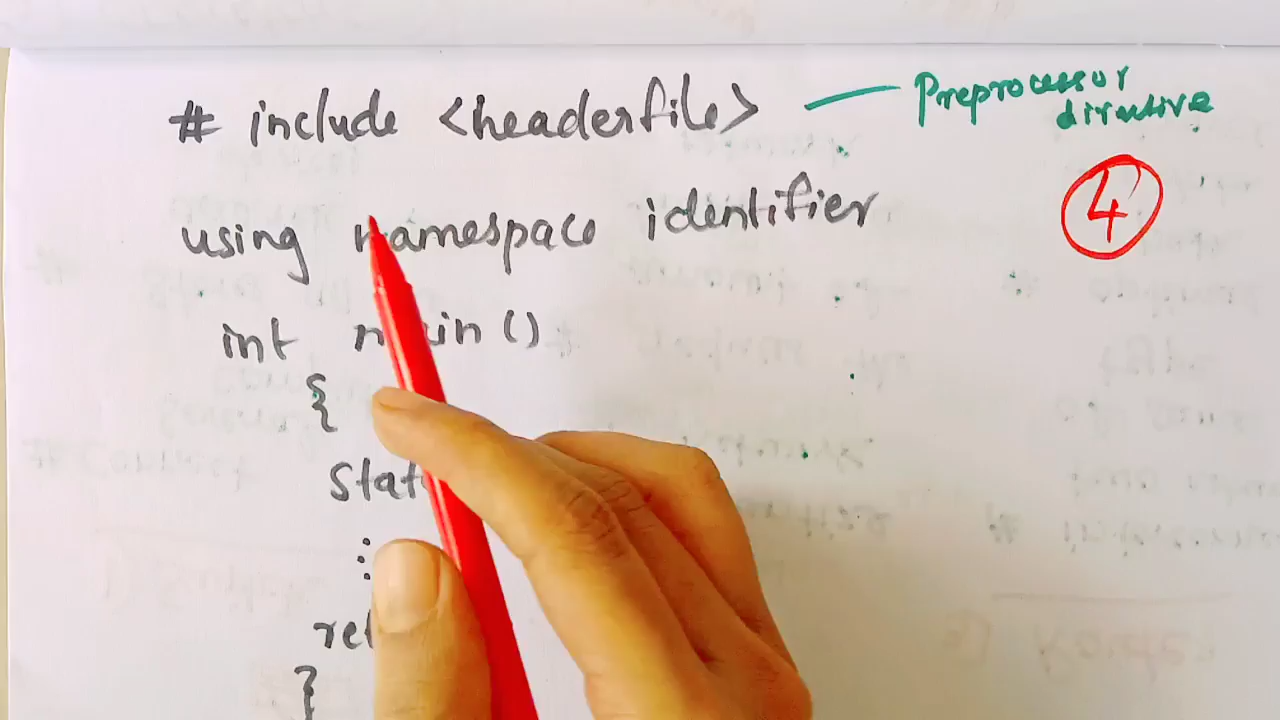 # include <headerfile>
Preprocessor
directive
4
using namespace identifier
int main ()
{
:
}